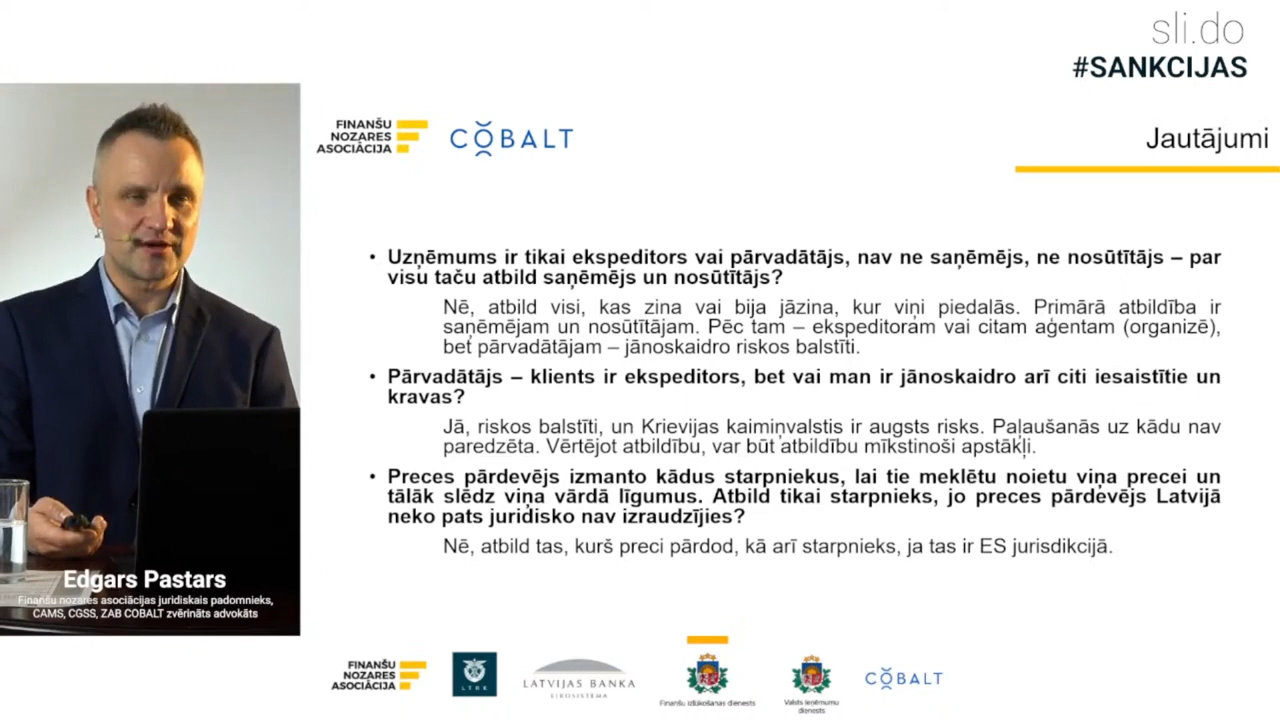 sli.do
#SANKCIJAS
FINANŠU
NOZARES
ASOCIĀCIJA
COBALT
Jautājumi
• Uzņēmums ir tikai ekspeditors vai pārvadātājs, nav ne saņēmējs, ne nosūtītājs – par
visu taču atbild saņēmējs un nosūtītājs?
Nē, atbild visi, kas zina vai bija jāzina, kur viņi piedalās. Primārā atbildība ir
saņēmējam un nosūtītājam. Pēc tam – ekspeditoram vai citam aģentam (organizē),
bet pārvadātājam – jānoskaidro riskos balstīti.
• Pārvadātājs – klients ir ekspeditors, bet vai man ir jānoskaidro arī citi iesaistītie un
kravas?
Jā, riskos balstīti, un Krievijas kaimiņvalstis ir augsts risks. Paļaušanās uz kādu nav
paredzēta. Vērtējot atbildību, var būt atbildību mīkstinoši apstākļi.
• Preces pārdevējs izmanto kādus starpniekus, lai tie meklētu noietu viņa precei un
tālāk slēdz viņa vārdā līgumus. Atbild tikai starpnieks, jo preces pārdevējs Latvijā
neko pats juridisko nav izraudzījies?
Nē, atbild tas, kurš preci pārdod, kā arī starpnieks, ja tas ir ES jurisdikcijā.
Edgars Pastars
Finanšu nozares asociācijas juridiskais padomnieks,
CAMS, CGSS, ZAB COBALT zvērināts advokāts
FINANŠU
NOZARES
ASOCIĀCIJA
LTRK
LATVIJAS BANKA
EIROSISTĒMA
Finanšu izlūkošanas dienests
Valsts ieņēmumu
dienests
COBALT